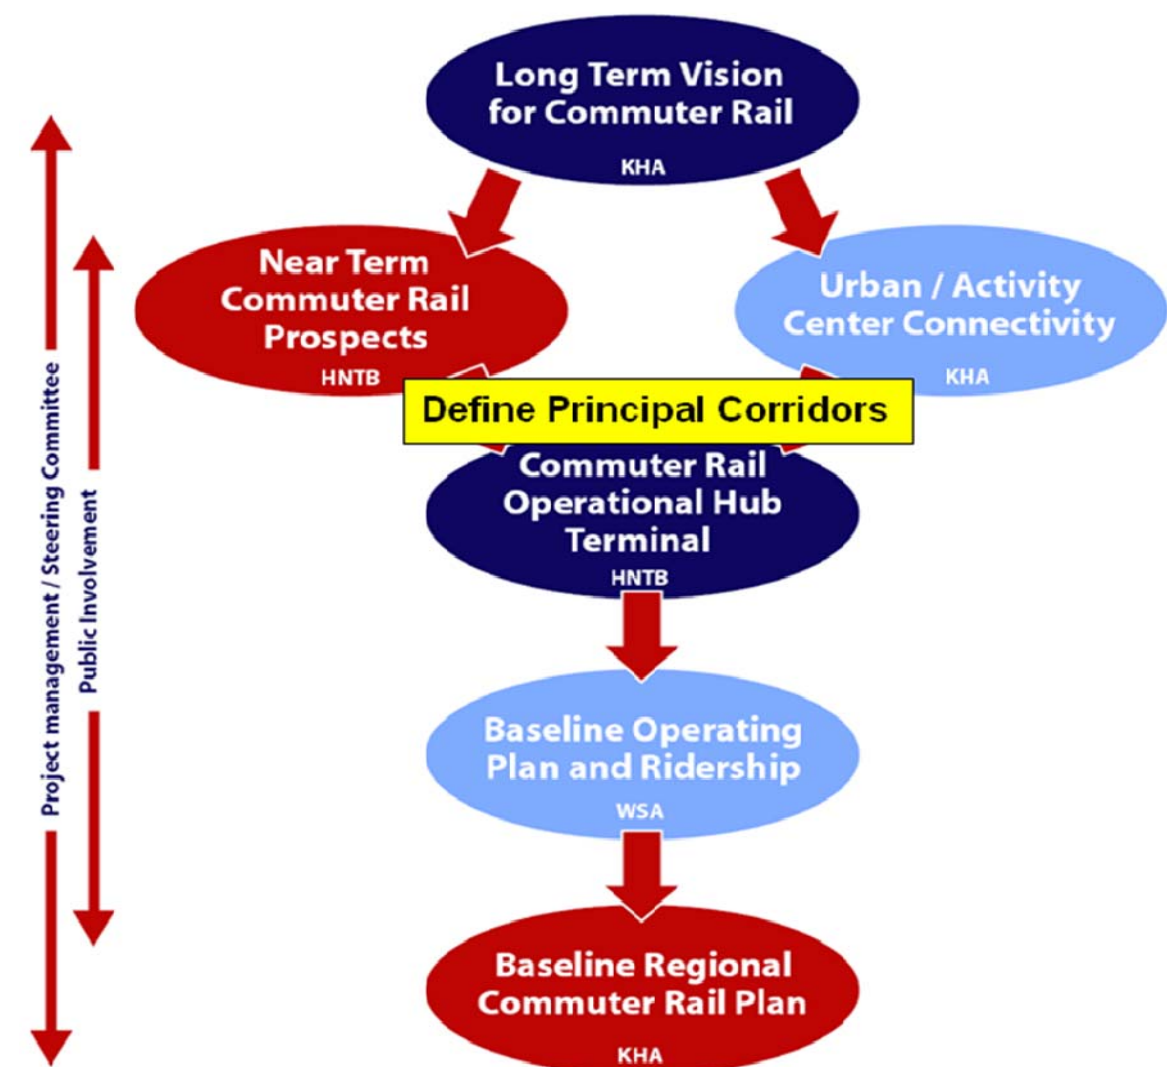 Long Term Vision
for Commuter Rail
KHA
Near Term
Commuter Rail
Prospects
HNTB
Urban / Activity
Center Connectivity
KHA
Define Principal Corridors
Commuter Rail
Operational Hub
Terminal
HNTB
Baseline Operating
Plan and Ridership
WSA
Baseline Regional
Commuter Rail Plan
KHA
Project management / Steering Committee
Public Involvement